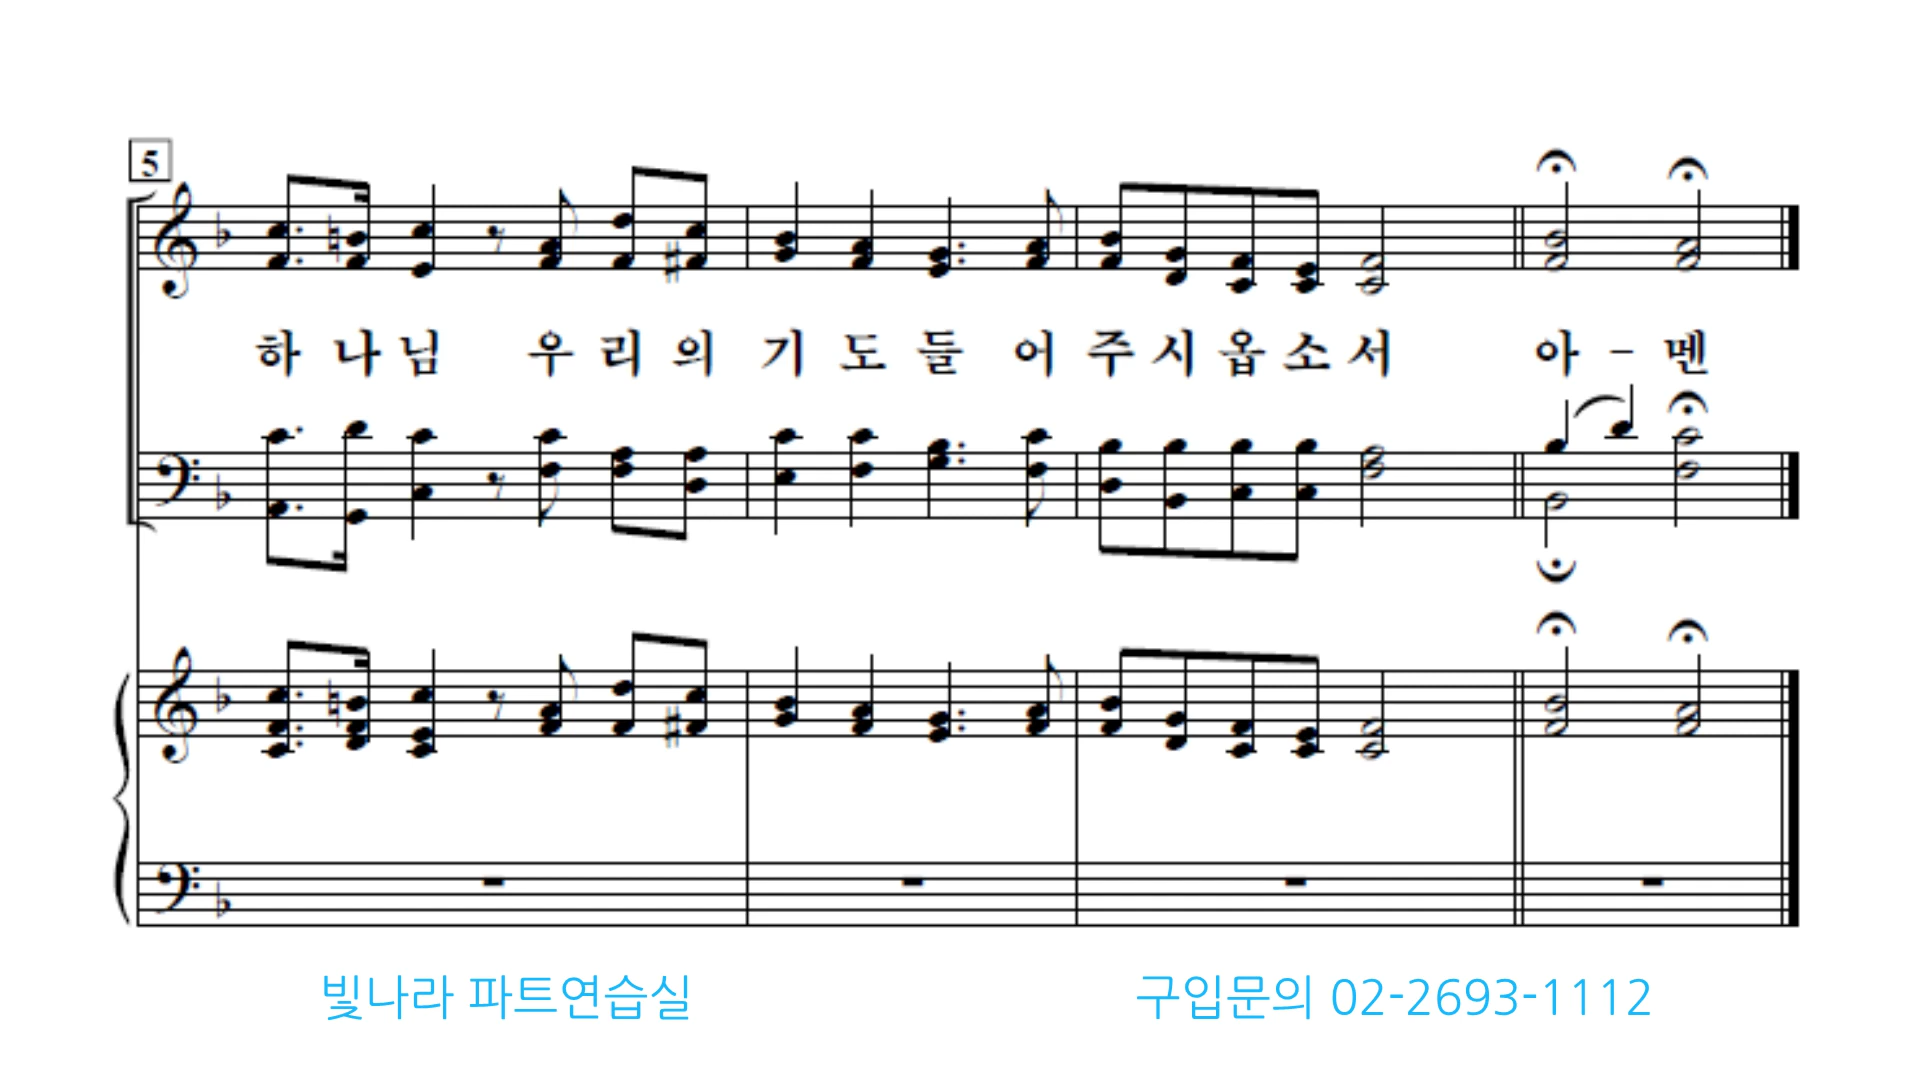 5
하 나 님 우 리 의 기 도 들 어 주 시 옵 소 서 아 - 멘
빛나라 파트연습실 구입문의 02-2693-1112